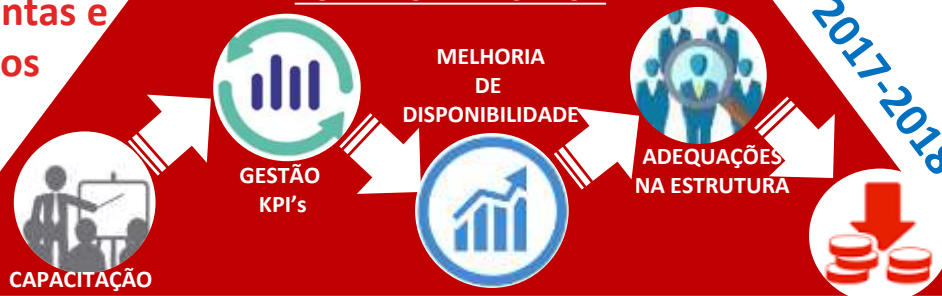 ntas e
os
2017-2018
MELHORIA
DE
DISPONIBILIDADE
GESTÃO
KPI's
ADEQUAÇÕES
NA ESTRUTURA
CAPACITAÇÃO